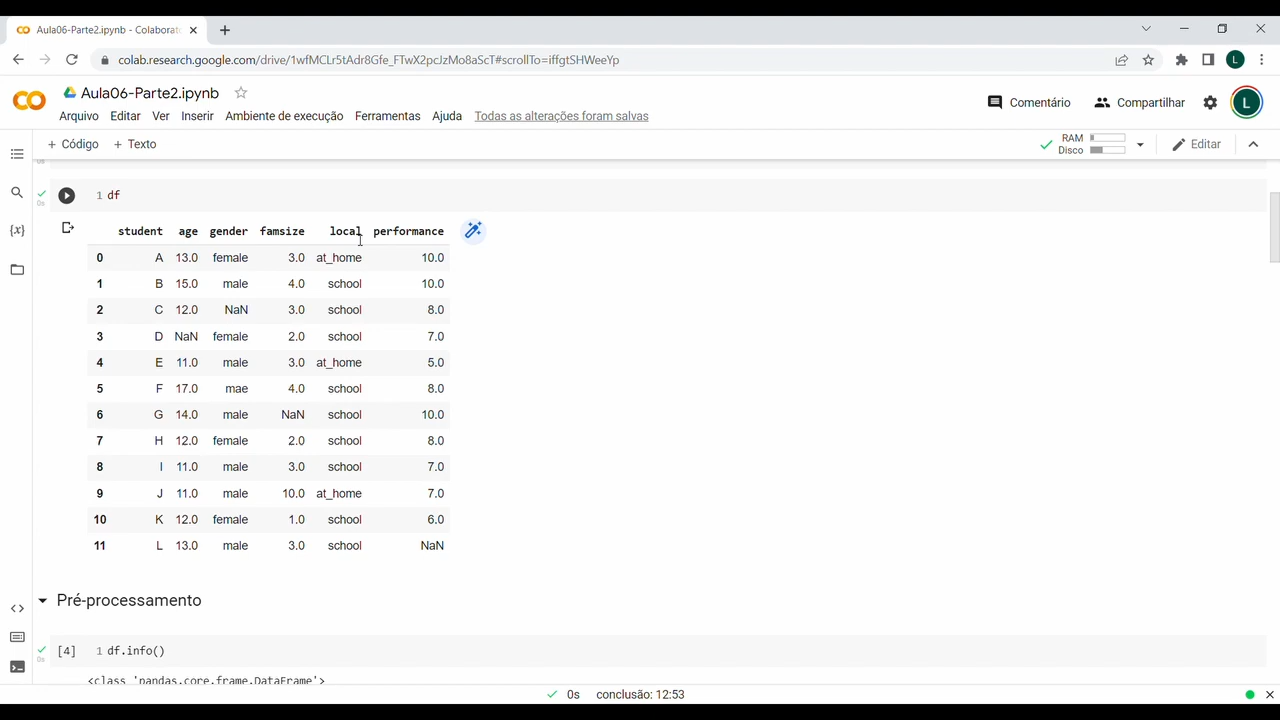 Aula06-Parte2.ipynb - Colaborat
colab.research.google.com/drive/1wfMCLr5tAdr8Gfe_FTwX2pcJzMo8aScT#scrollTo=iffgtSHWeeYp
L
Aula06-Parte2.ipynb
Comentário Compartilhar L
Arquivo Editar Ver Inserir Ambiente de execução Ferramentas Ajuda Todas as alterações foram salvas
+ Código + Texto RAM Disco Editar
0s
0s 1 df
student age gender famsize local performance
0 A 13.0 female 3.0 at_home 10.0
1 B 15.0 male 4.0 school 10.0
2 C 12.0 NaN 3.0 school 8.0
3 D NaN female 2.0 school 7.0
4 E 11.0 male 3.0 at_home 5.0
5 F 17.0 mae 4.0 school 8.0
6 G 14.0 male NaN school 10.0
7 H 12.0 female 2.0 school 8.0
8 I 11.0 male 3.0 school 7.0
9 J 11.0 male 10.0 at_home 7.0
10 K 12.0 female 1.0 school 6.0
11 L 13.0 male 3.0 school NaN
Pré-processamento
0s [4] 1 df.info()
<class 'pandas.core.frame.DataFrame'>
0s conclusão: 12:53